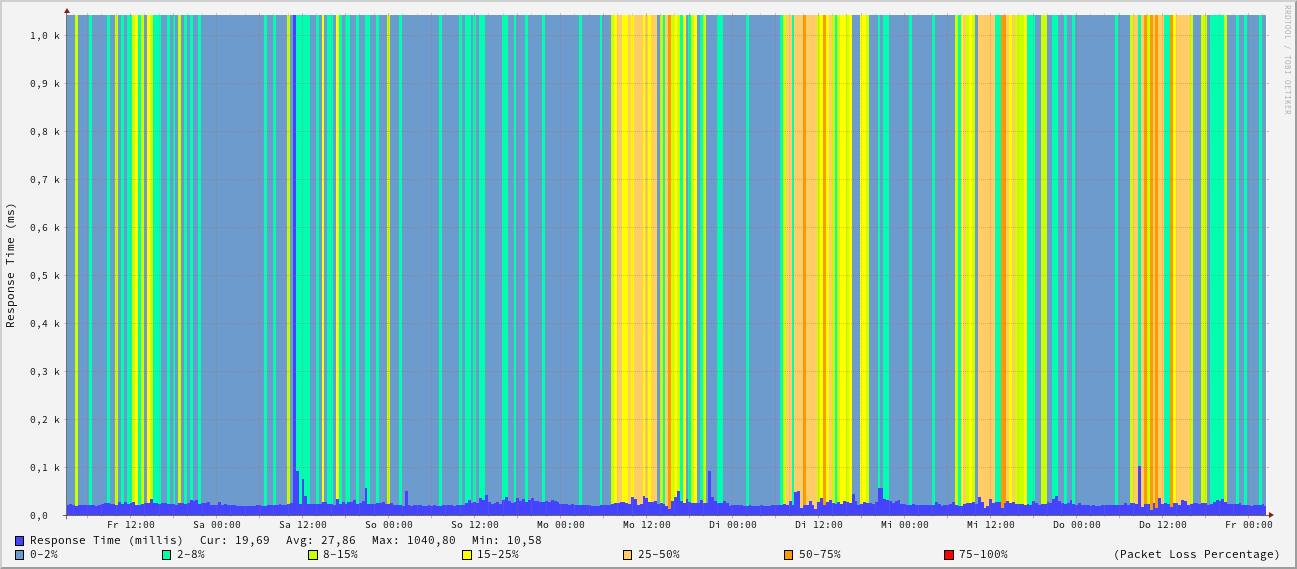 RRDTOOL / TOBI OETIKER
Response Time (ms)
1,0 k
0,9 k
0,8 k
0,7 k
0,6 k
0,5 k
0,4 k
0,3 k
0,2 k
0,1 k
0,0
Fr 12:00 Sa 00:00 Sa 12:00 So 00:00 So 12:00 Mo 00:00 Mo 12:00 Di 00:00 Di 12:00 Mi 00:00 Mi 12:00 Do 00:00 Do 12:00 Fr 00:00
Response Time (millis) Cur: 19,69 Avg: 27,86 Max: 1040,80 Min: 10,58
0-2% 2-8% 8-15% 15-25% 25-50% 50-75% 75-100% (Packet Loss Percentage)